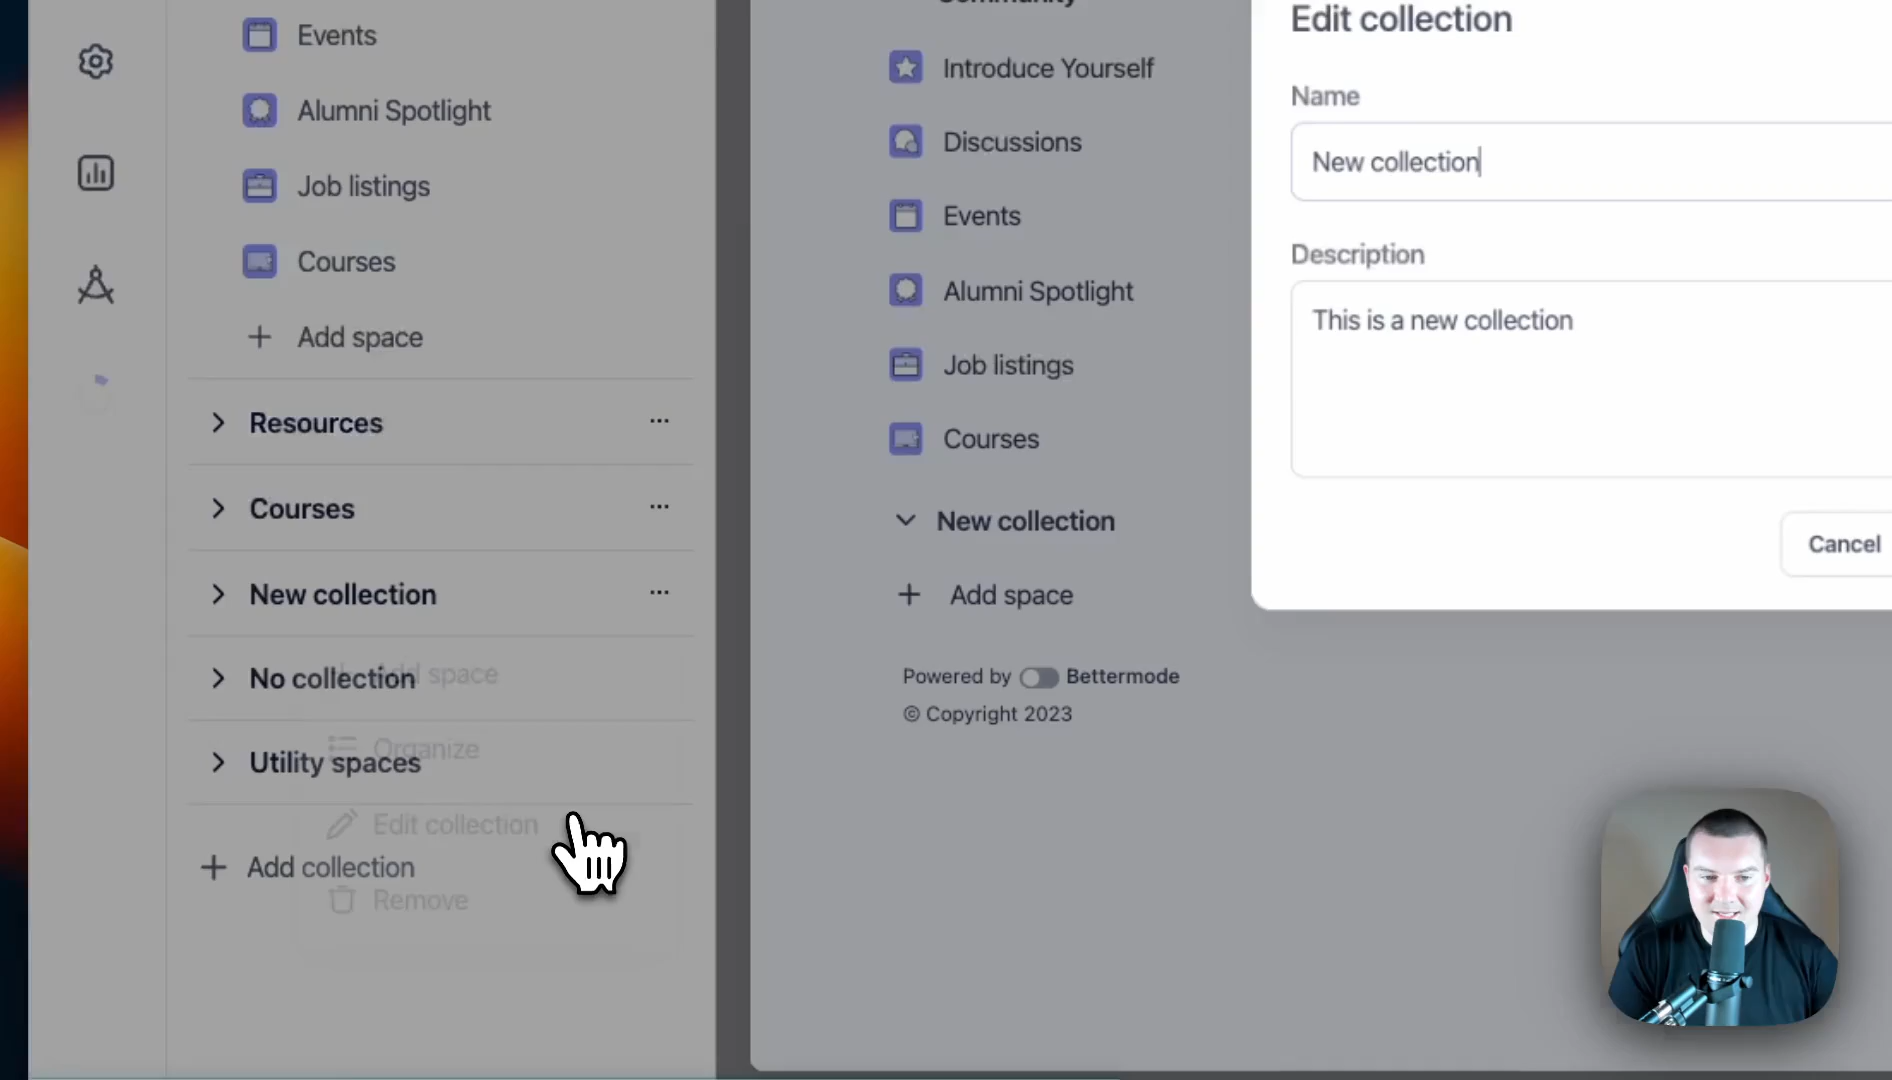 Events
Alumni Spotlight
Job listings
Courses
Add space
Resources
Courses
New collection
No collection
Add space
Organize
Utility spaces
Edit collection
Add collection
Remove
Community
Introduce Yourself
Discussions
Events
Alumni Spotlight
Job listings
Courses
New collection
Add space
Powered by Bettermode
© Copyright 2023
Edit collection
Name
New collection
Description
This is a new collection
Cancel